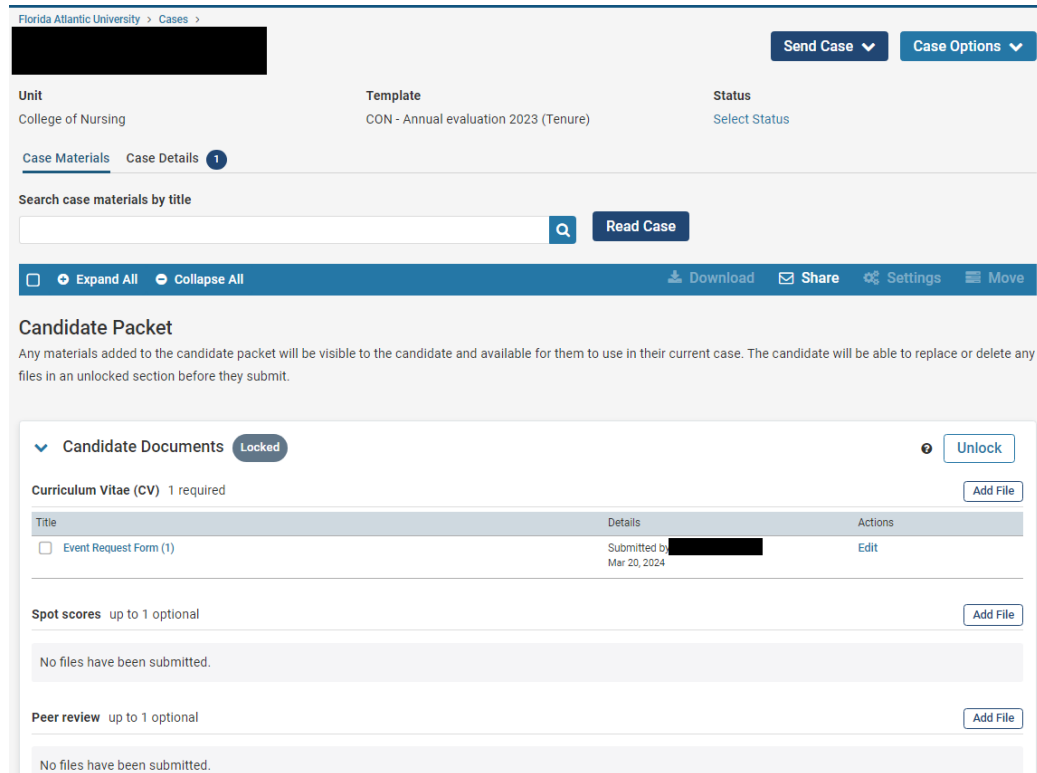 Florida Atlantic University > Cases >
Send Case
Case Options
Unit
Template
Status
College of Nursing
CON - Annual evaluation 2023 (Tenure)
Select Status
Case Materials
Case Details 1
Search case materials by title
Read Case
Expand All
Collapse All
Download
Share
Settings
Move
Candidate Packet
Any materials added to the candidate packet will be visible to the candidate and available for them to use in their current case. The candidate will be able to replace or delete any
files in an unlocked section before they submit.
Candidate Documents Locked
Unlock
Curriculum Vitae (CV) 1 required
Add File
Title
Details
Actions
Event Request Form (1)
Submitted by
Edit
Mar 20, 2024
Spot scores up to 1 optional
Add File
No files have been submitted.
Peer review up to 1 optional
Add File
No files have been submitted.